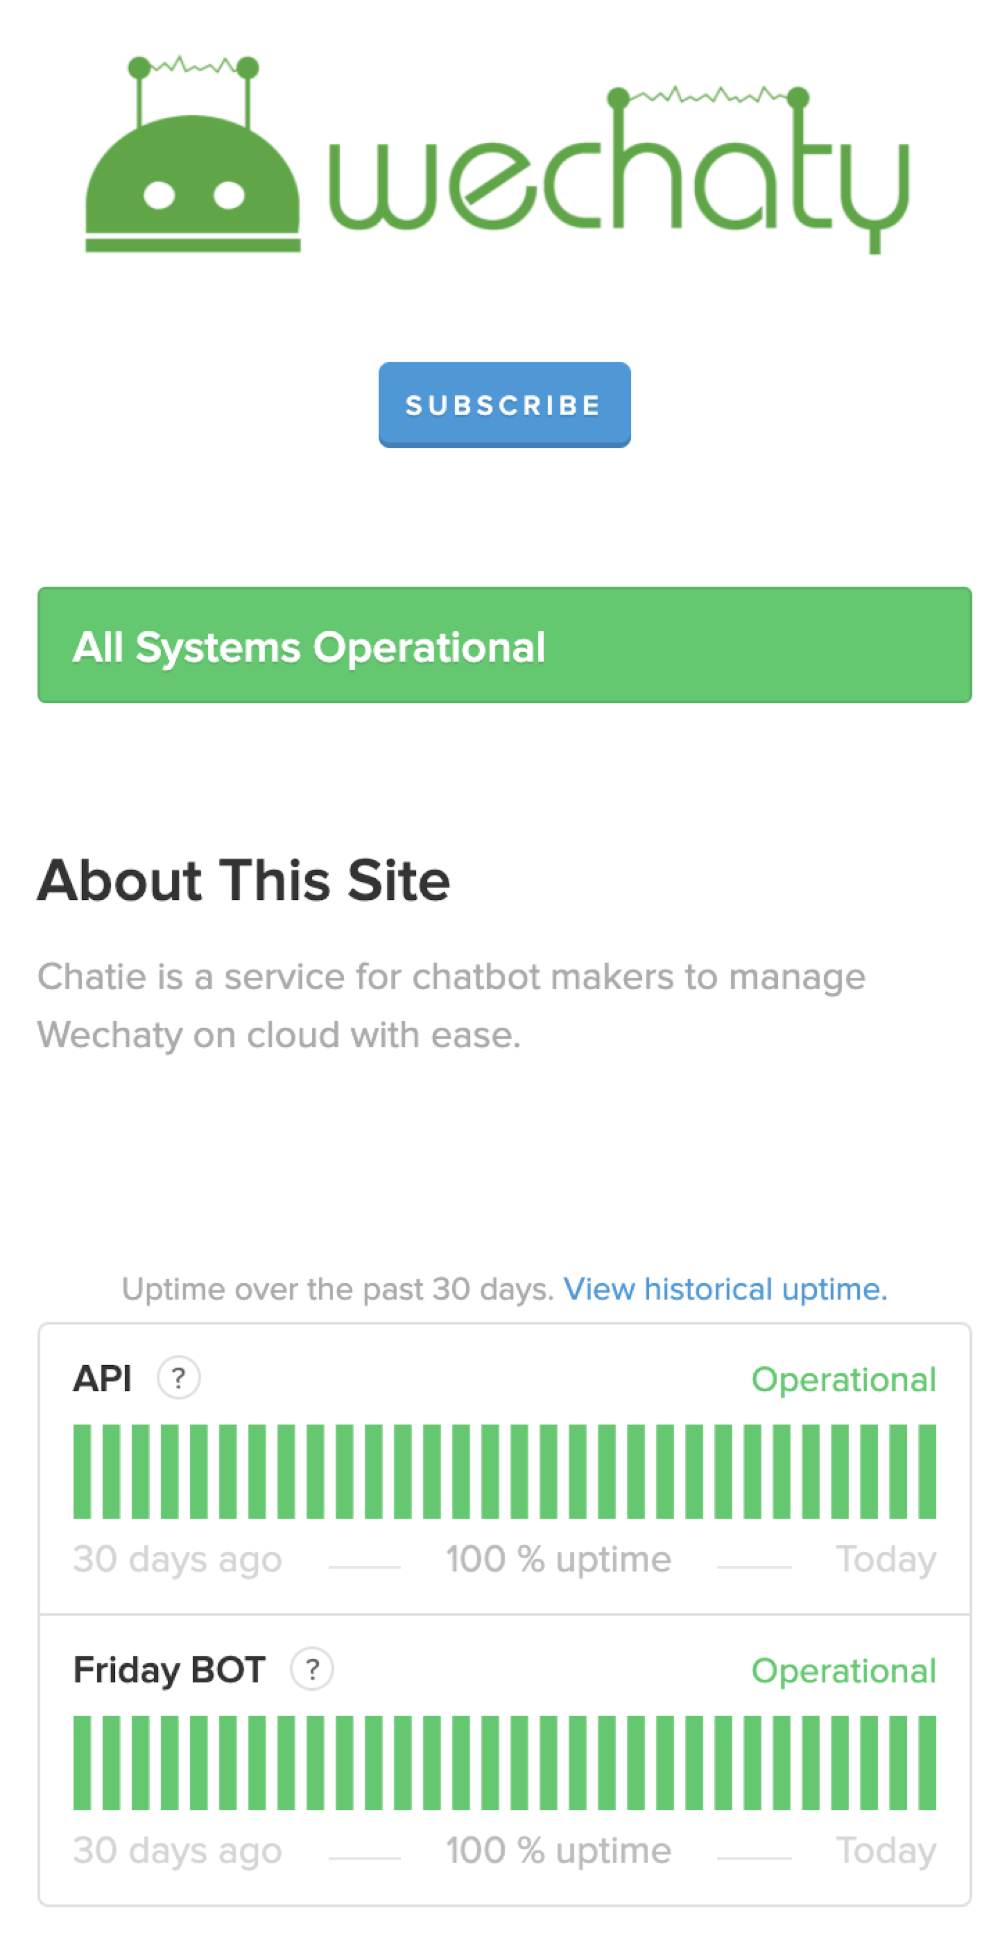 wechaty
SUBSCRIBE
All Systems Operational
About This Site
Chatie is a service for chatbot makers to manage
Wechaty on cloud with ease.
Uptime over the past 30 days. View historical uptime.
API ? Operational
30 days ago 100 % uptime Today
Friday BOT ? Operational
30 days ago 100 % uptime Today